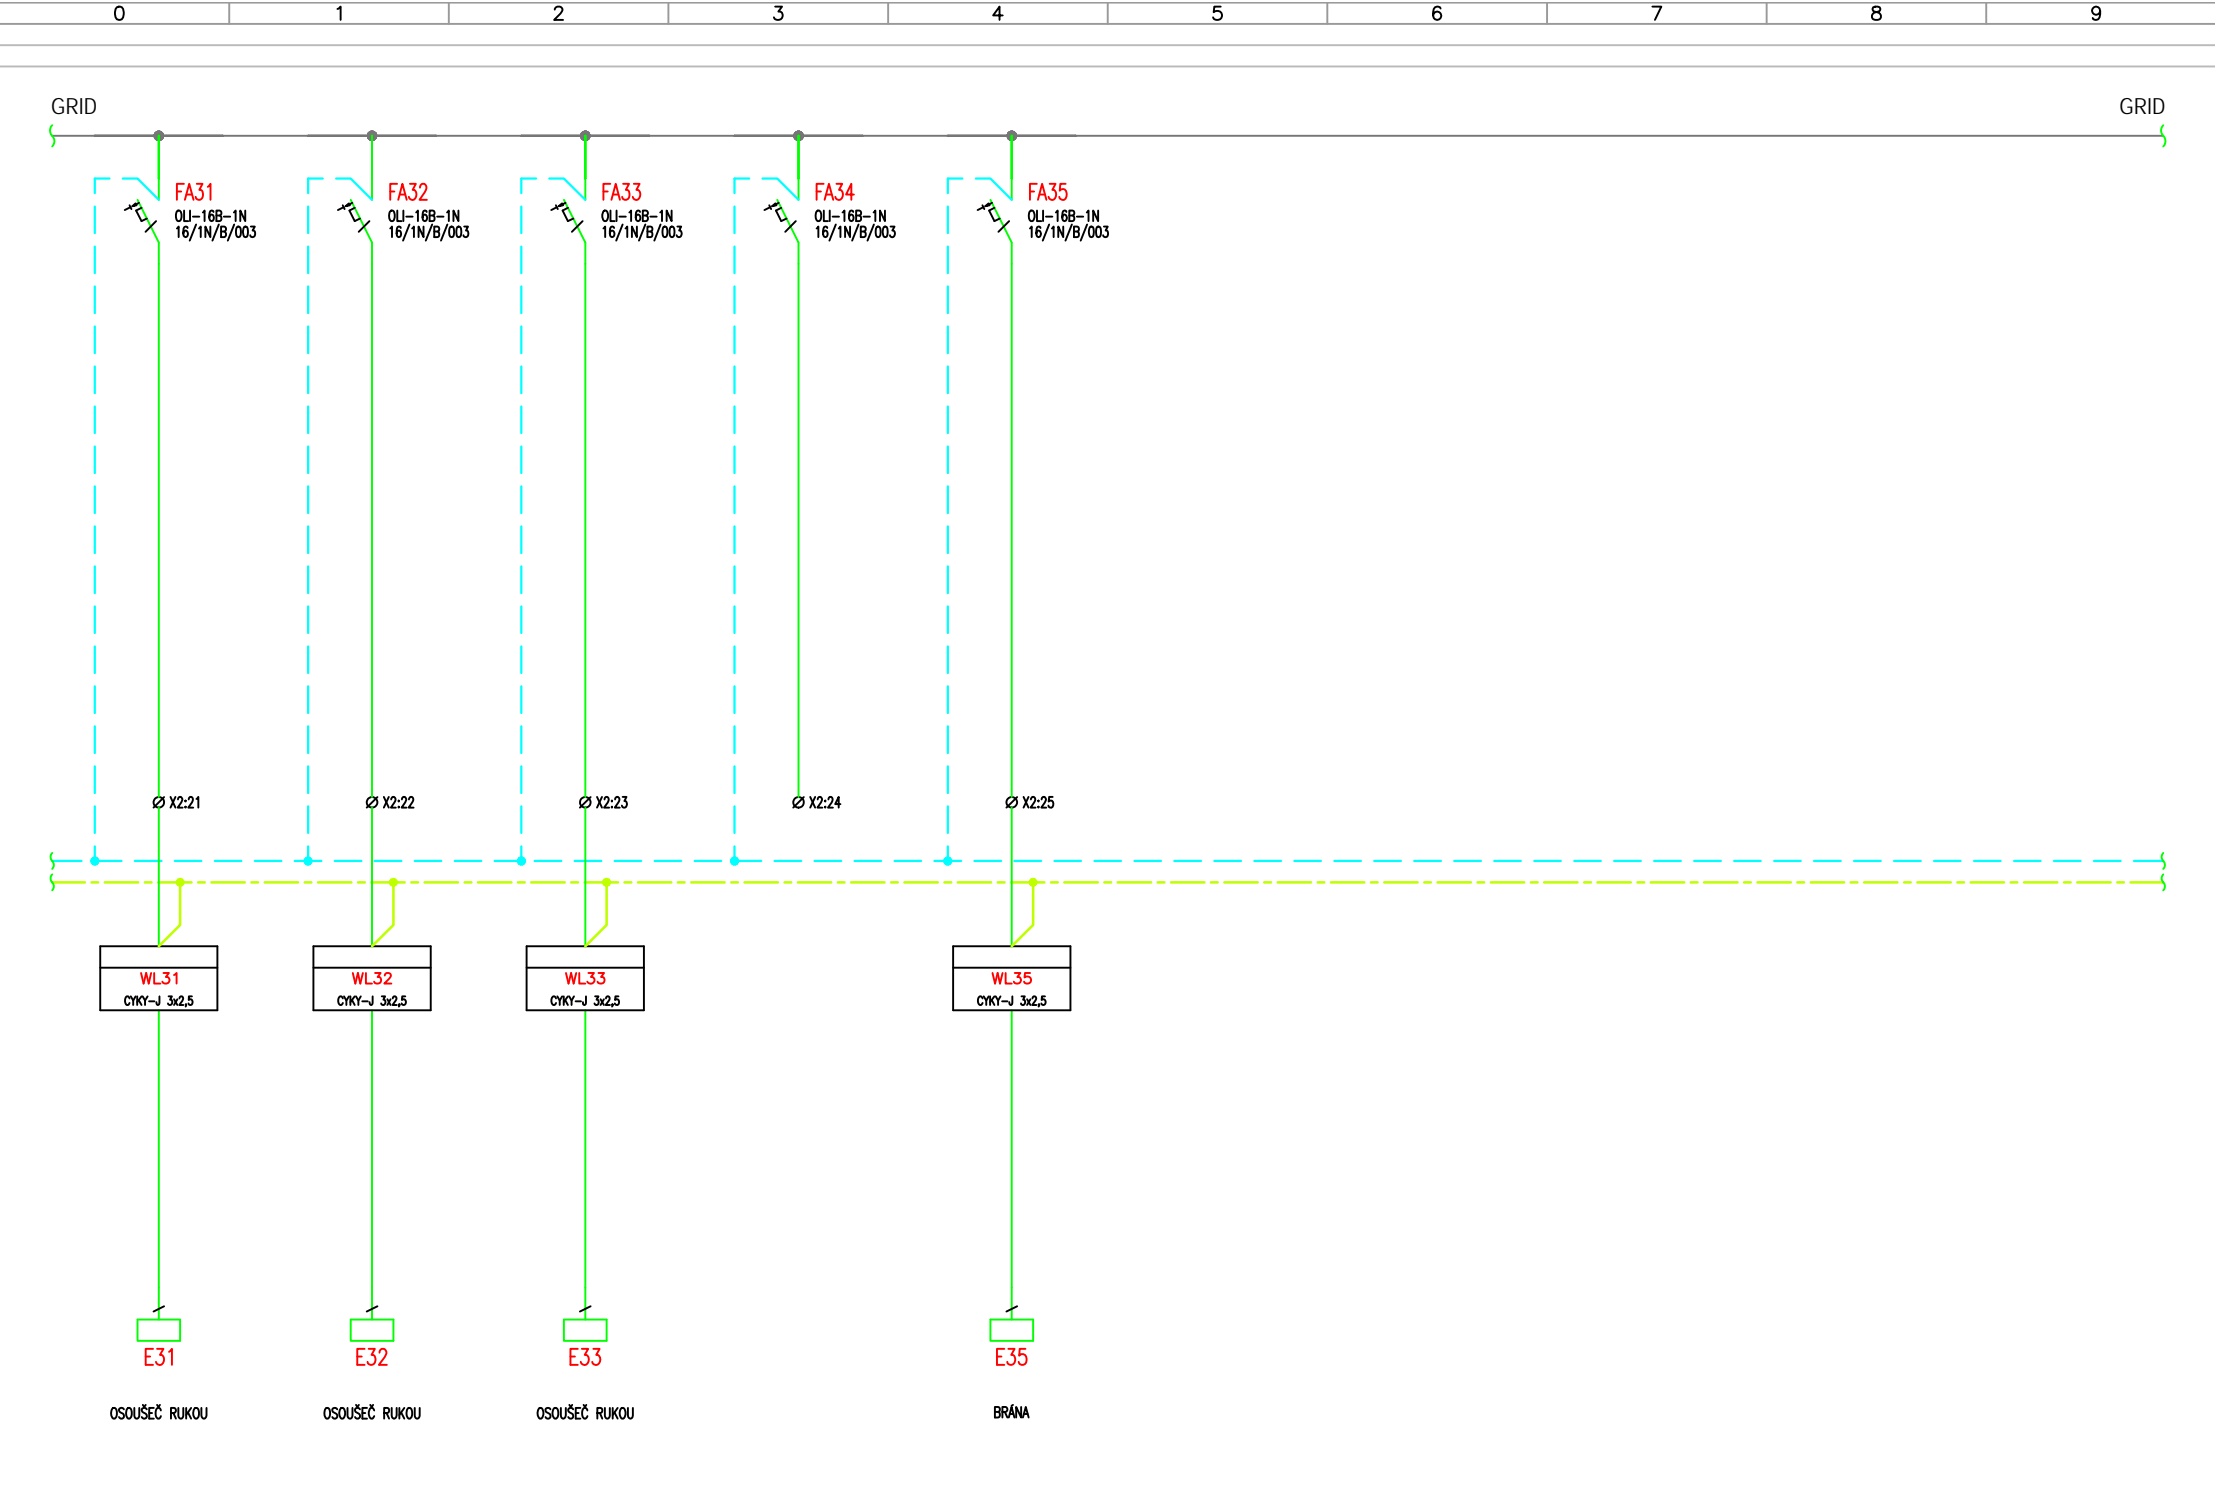 0 1 2 3 4 5 6 7 8 9
GRID GRID
FA31 FA32 FA33 FA34 FA35
OLI-16B-1N OLI-16B-1N OLI-16B-1N OLI-16B-1N OLI-16B-1N
16/1N/B/003 16/1N/B/003 16/1N/B/003 16/1N/B/003 16/1N/B/003
X2:21 X2:22 X2:23 X2:24 X2:25
WL31 WL32 WL33 WL35
CYKY-J 3x2,5 CYKY-J 3x2,5 CYKY-J 3x2,5 CYKY-J 3x2,5
E31 E32 E33 E35
OSOUŠEČ RUKOU OSOUŠEČ RUKOU OSOUŠEČ RUKOU BRÁNA